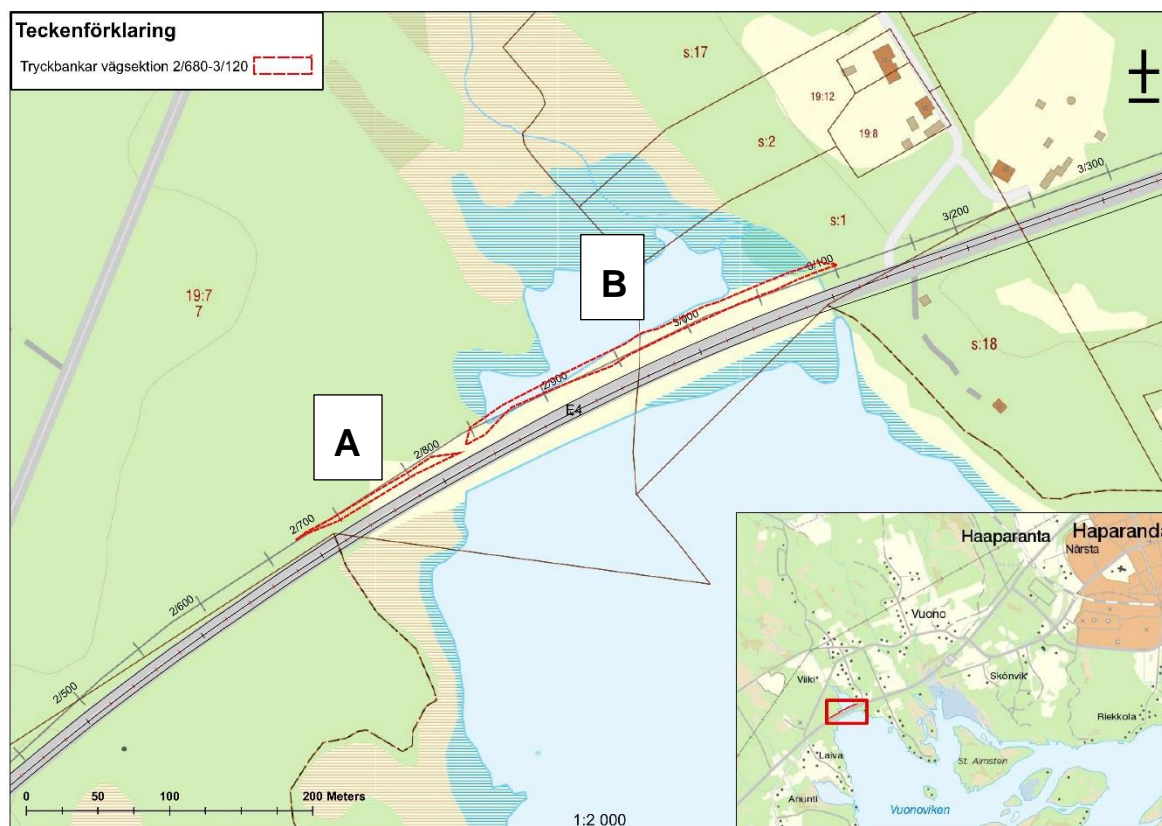 Teckenförklaring
Tryckbankar vägsektion 2/680-3/120
s:17
19:12
19:8
s:2
s:1
3/300
3/200
3/100
B
3/000
19:7
7
s:18
2/900
E4
A
2/800
2/700
2/600
2/500
Haaparanta
Haparanda
Närsta
Vuono
Viiki
Skönvik
Riekkola
Laiva
St. Almsten
Anunti
Vuonoviken
0 50 100 200 Meters
1:2 000